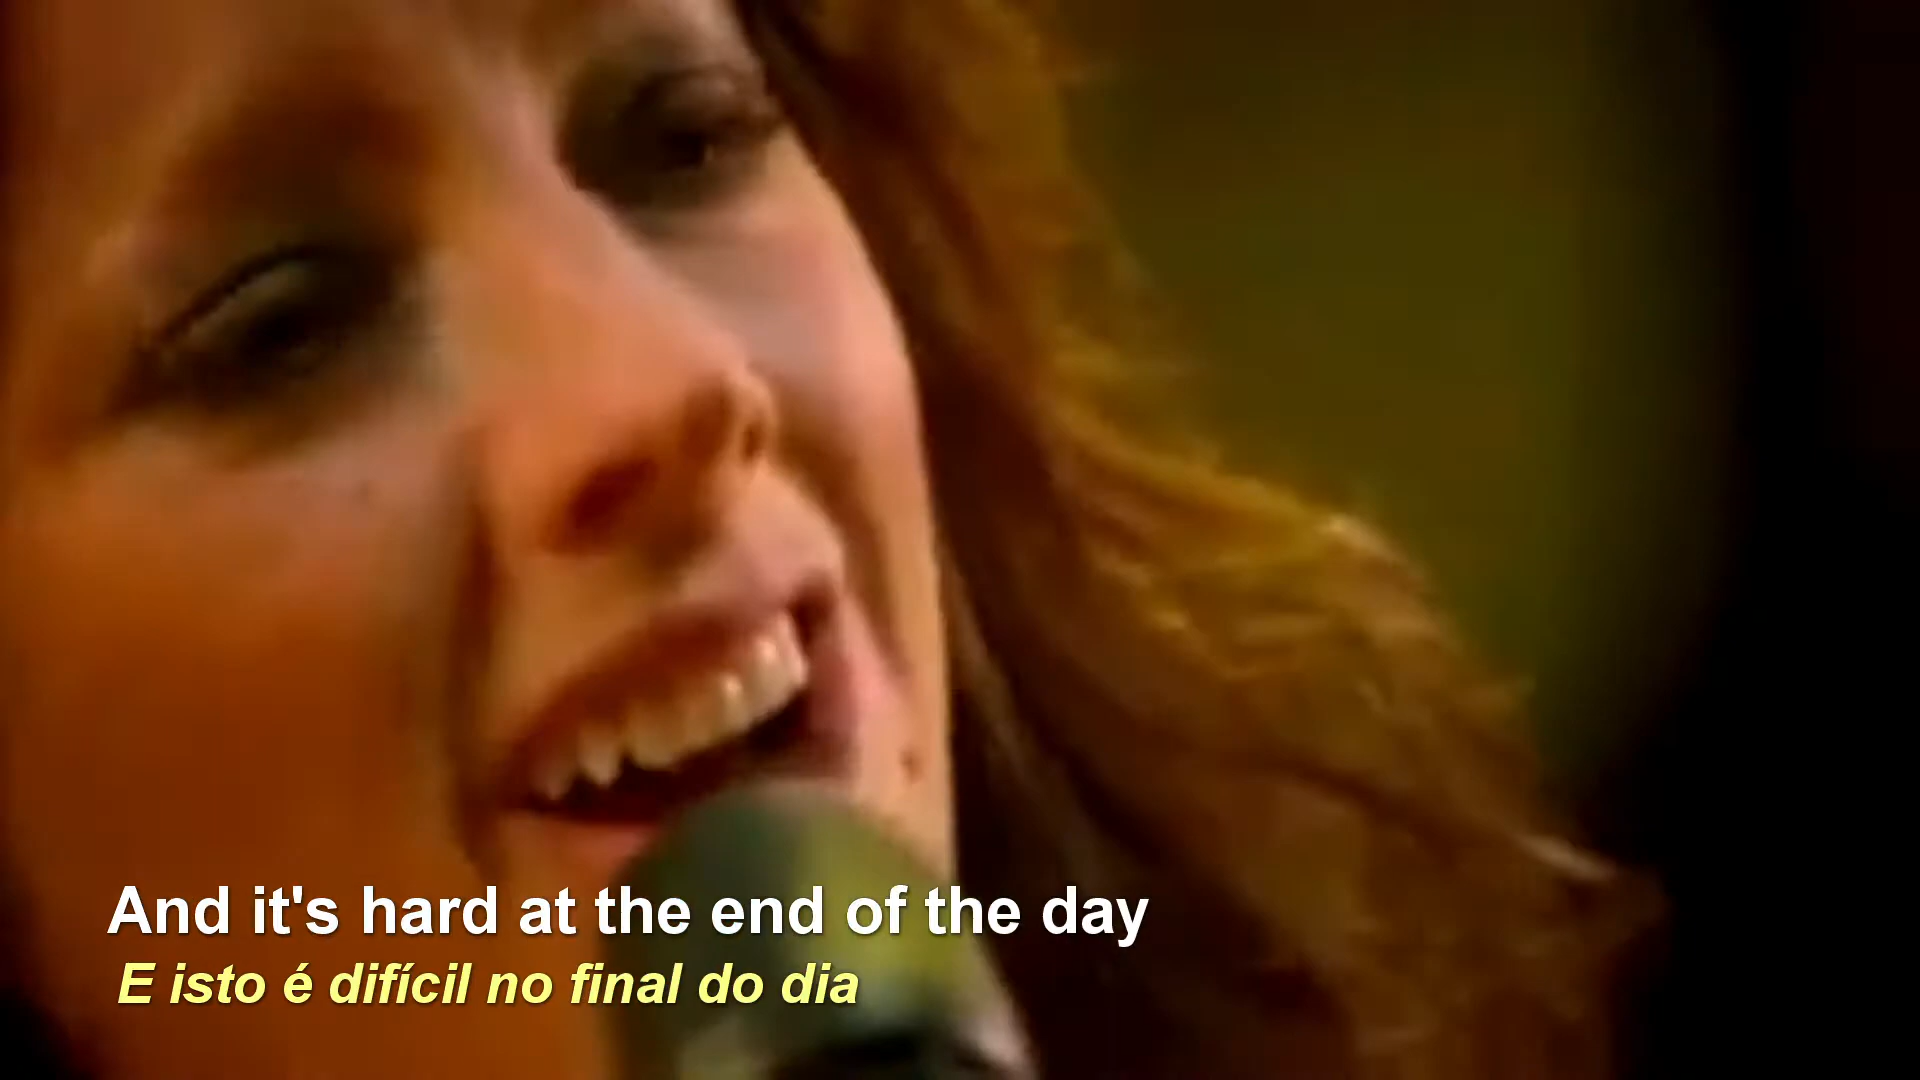 And it's hard at the end of the day
E isto é difícil no final do dia